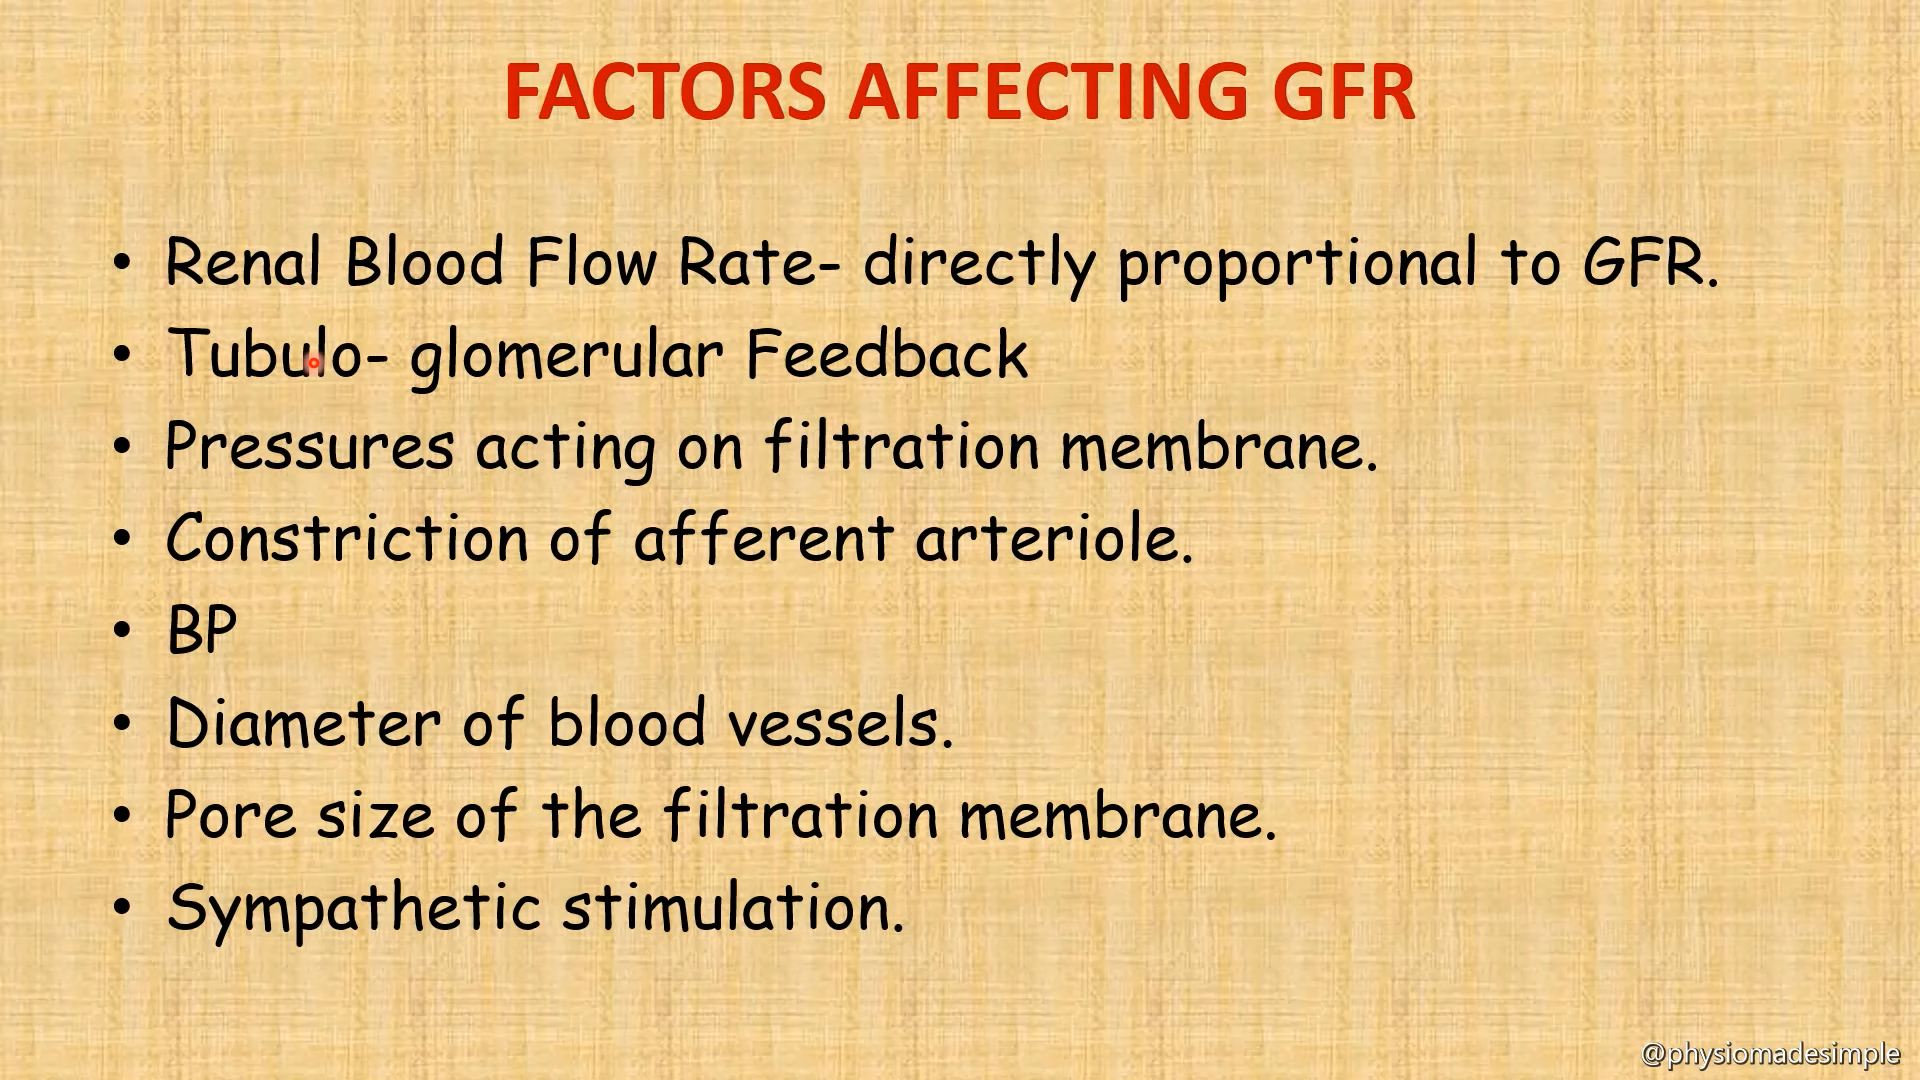 FACTORS AFFECTING GFR
• Renal Blood Flow Rate- directly proportional to GFR.
• Tubulo- glomerular Feedback
• Pressures acting on filtration membrane.
• Constriction of afferent arteriole.
• BP
• Diameter of blood vessels.
• Pore size of the filtration membrane.
• Sympathetic stimulation.
@physiomadesimple